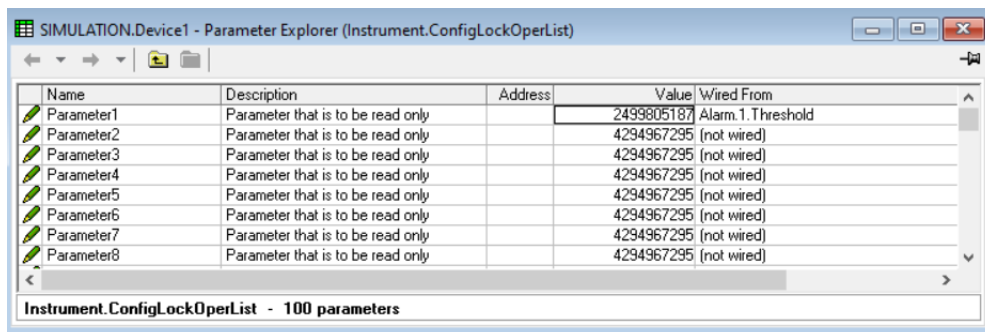 SIMULATION.Device1 - Parameter Explorer (Instrument.ConfigLockOperList)
Name Description Address Value Wired From
Parameter1 Parameter that is to be read only 2499805187 Alarm.1.Threshold
Parameter2 Parameter that is to be read only 4294967295 (not wired)
Parameter3 Parameter that is to be read only 4294967295 (not wired)
Parameter4 Parameter that is to be read only 4294967295 (not wired)
Parameter5 Parameter that is to be read only 4294967295 (not wired)
Parameter6 Parameter that is to be read only 4294967295 (not wired)
Parameter7 Parameter that is to be read only 4294967295 (not wired)
Parameter8 Parameter that is to be read only 4294967295 (not wired)
Instrument.ConfigLockOperList - 100 parameters